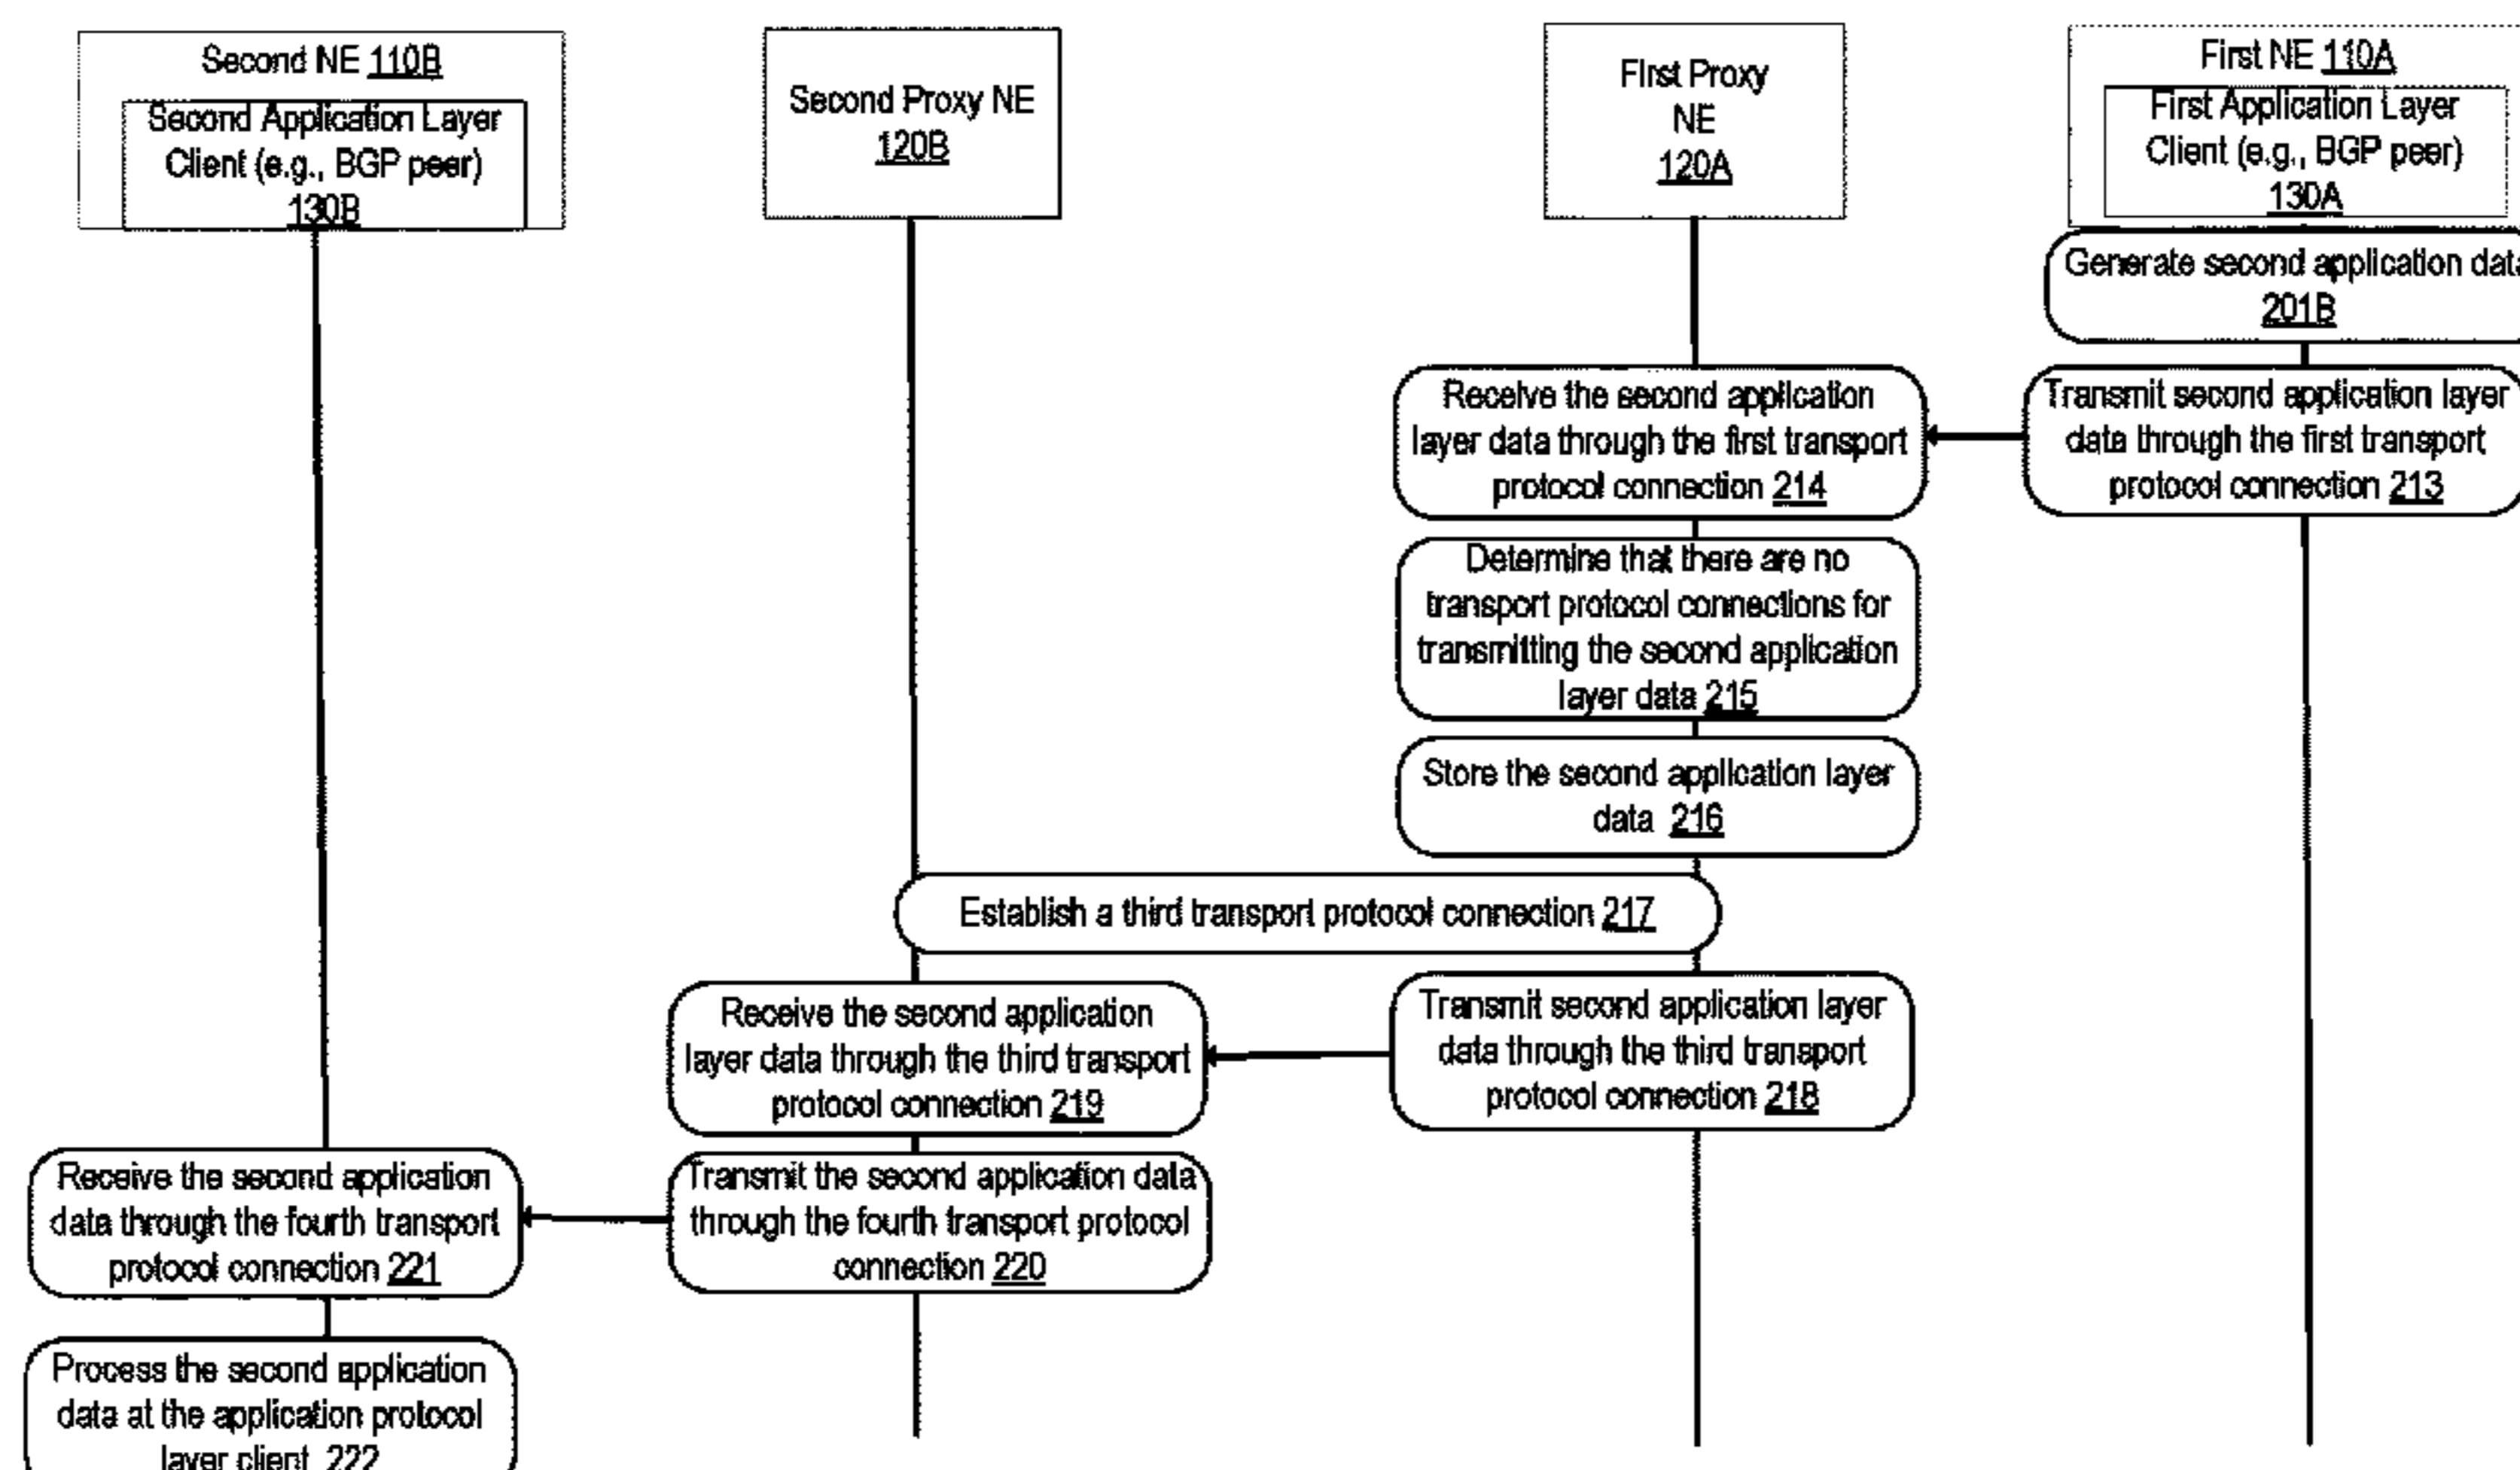 Second NE 110B
Second Application Layer
Client (e.g., BGP peer)
130B
Second Proxy NE
120B
First Proxy
NE
120A
First NE 110A
First Application Layer
Client (e.g., BGP peer)
130A
Generate second application data
201B
Transmit second application layer
data through the first transport
protocol connection 213
Receive the second application
layer data through the first transport
protocol connection 214
Determine that there are no
transport protocol connections for
transmitting the second application
layer data 215
Store the second application layer
data 216
Establish a third transport protocol connection 217
Transmit second application layer
data through the third transport
protocol connection 218
Receive the second application
layer data through the third transport
protocol connection 219
Transmit the second application data
through the fourth transport protocol
connection 220
Receive the second application
data through the fourth transport
protocol connection 221
Process the second application
data at the application protocol
layer client 222